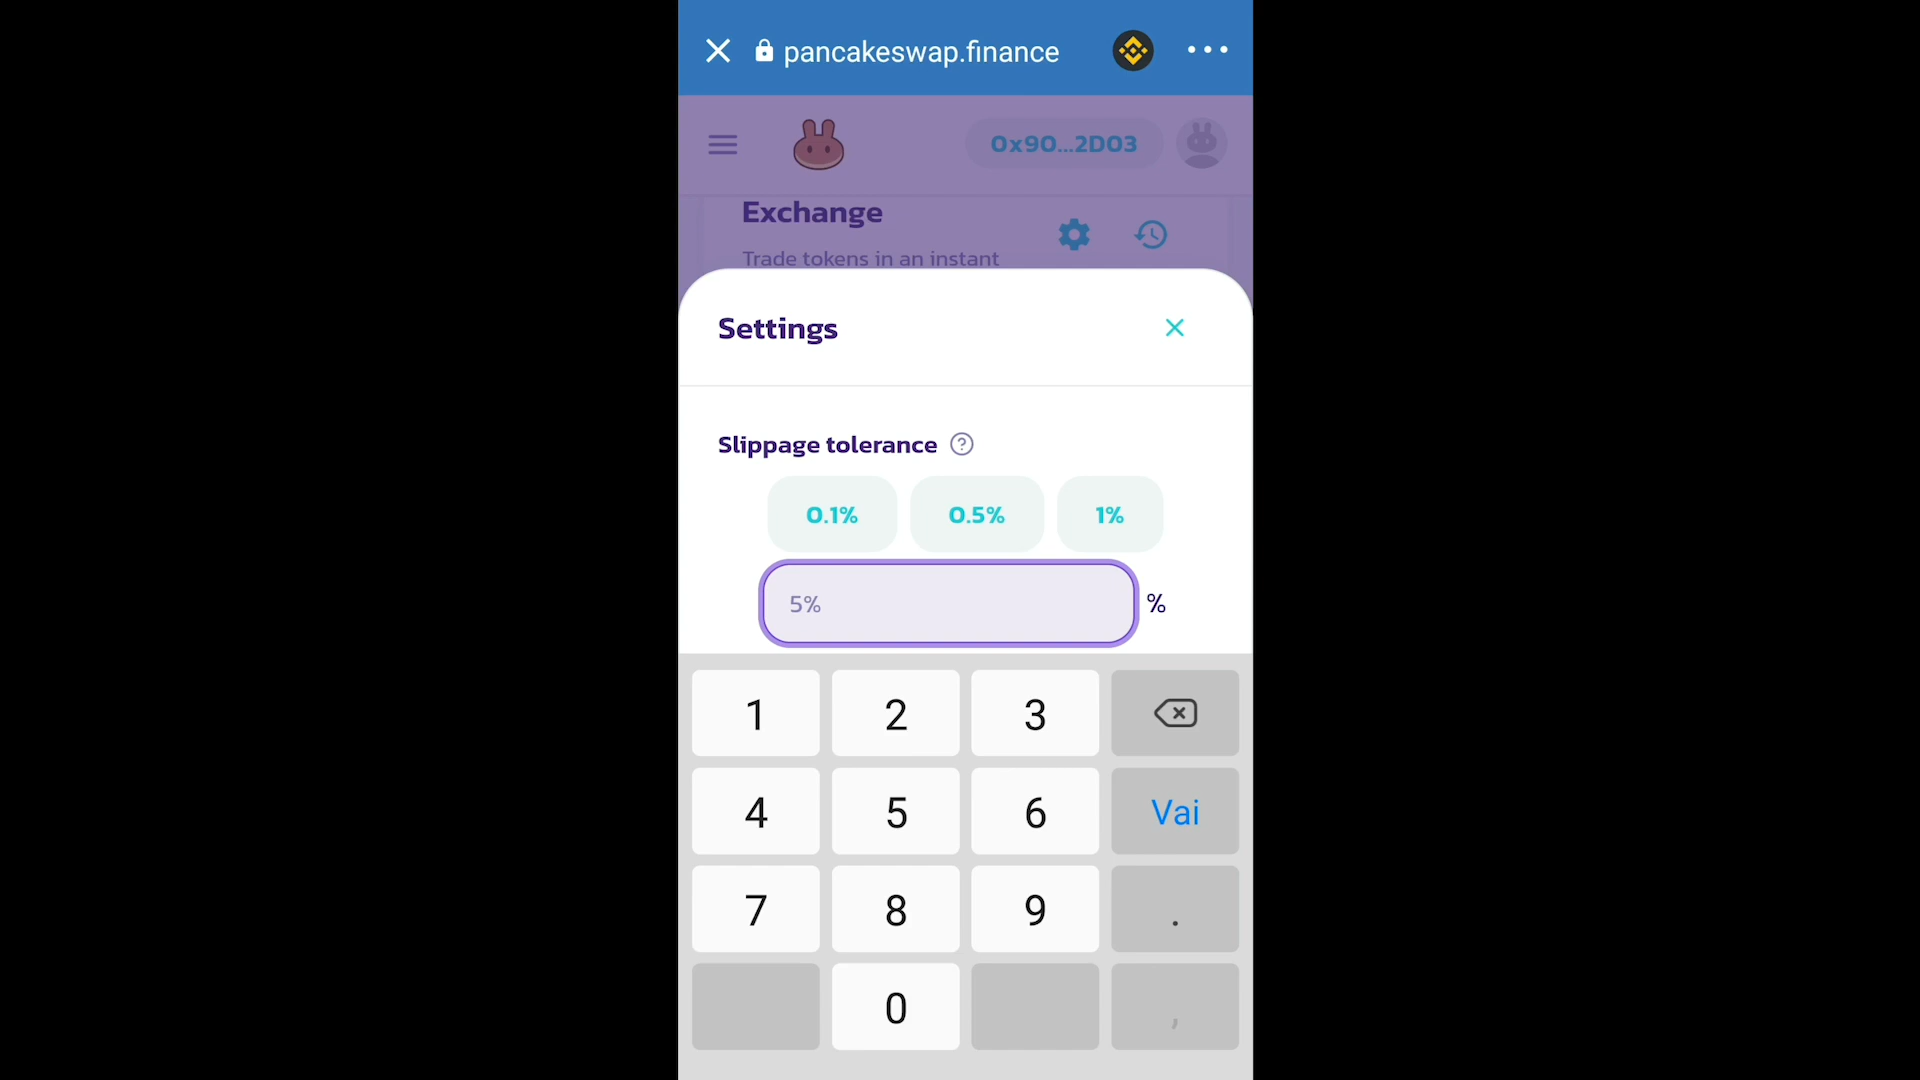 pancakeswap.finance
0x90...2D03
Exchange
Trade tokens in an instant
Settings
Slippage tolerance
0.1% 0.5% 1%
5% %
1 2 3
4 5 6 Vai
7 8 9 .
0 ,